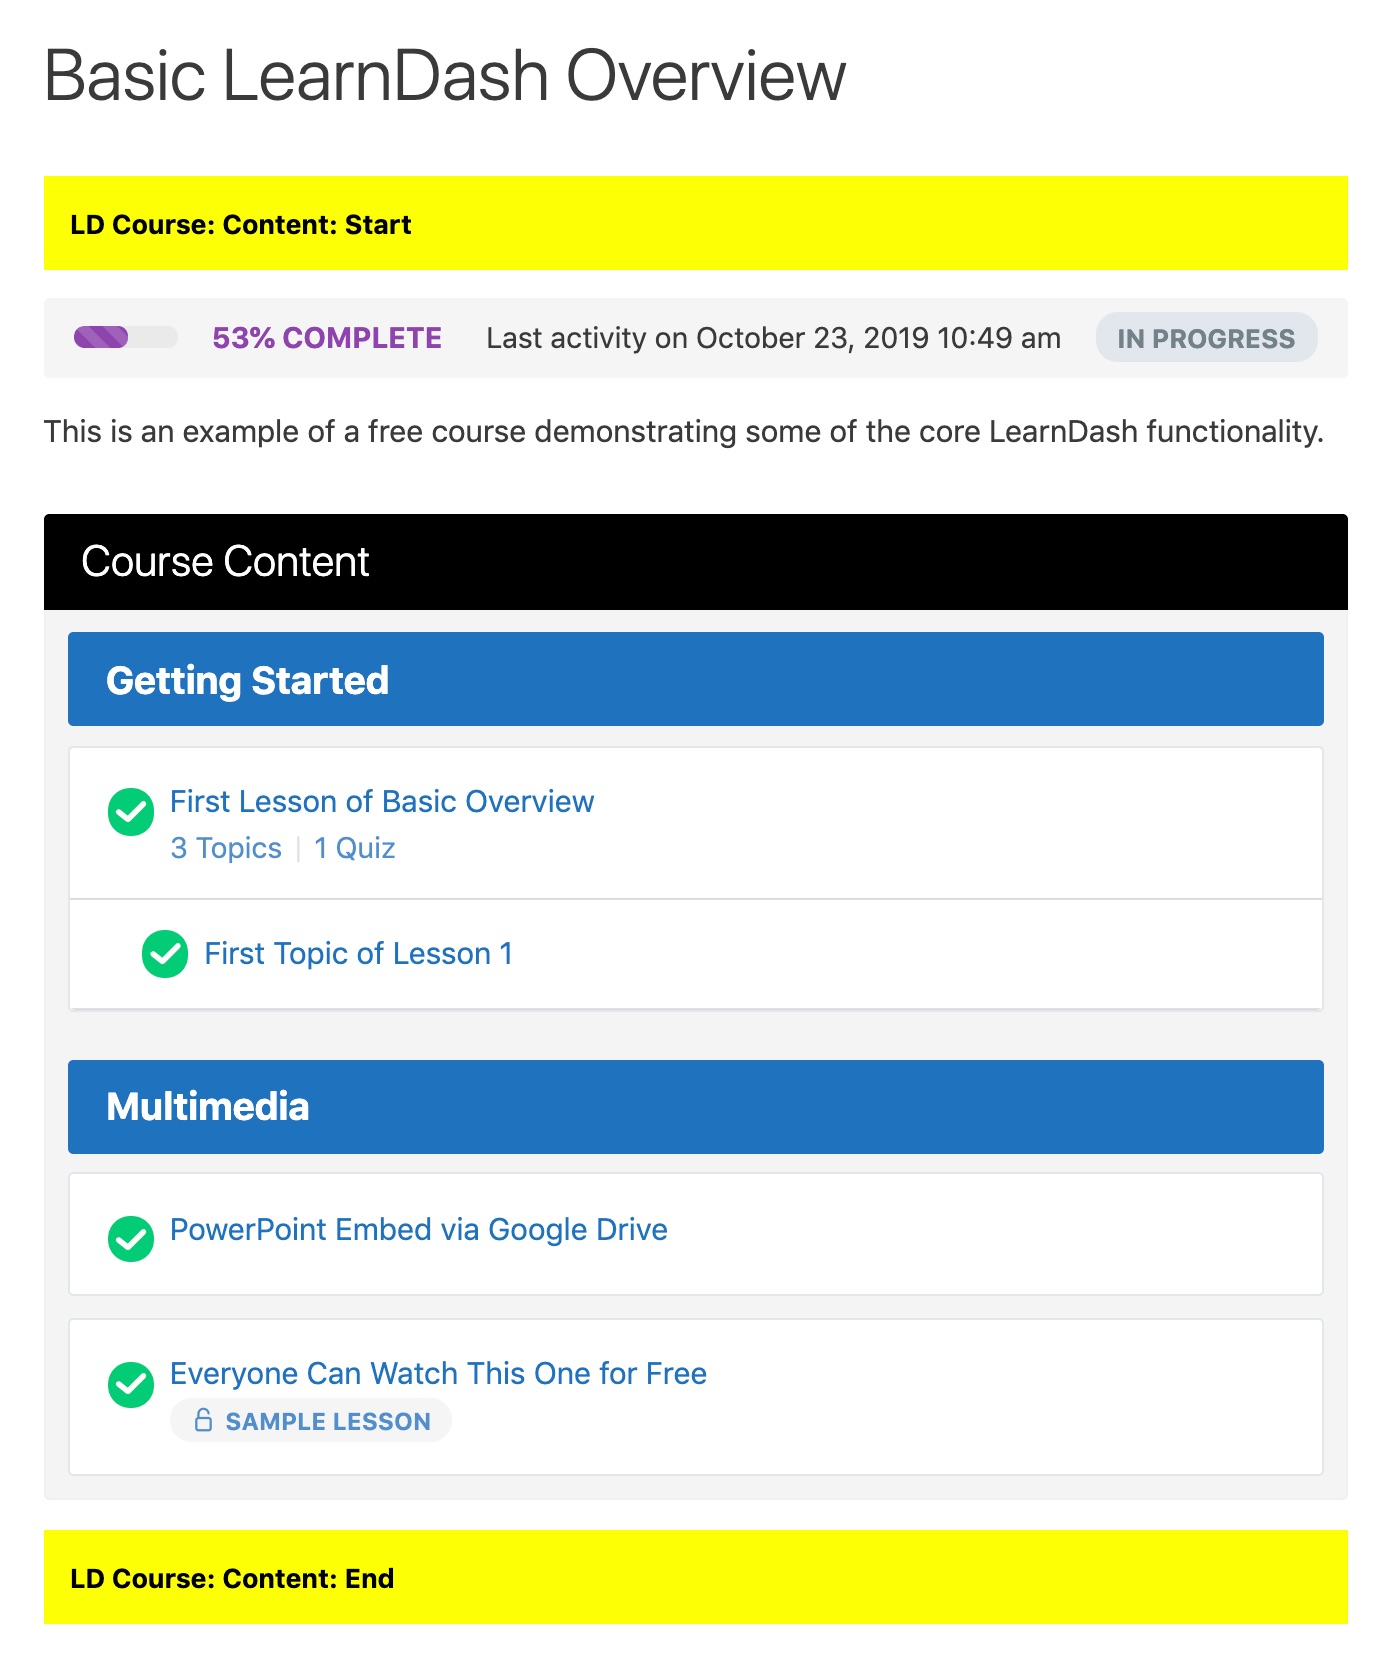 Basic LearnDash Overview
LD Course: Content: Start
53% COMPLETE Last activity on October 23, 2019 10:49 am IN PROGRESS
This is an example of a free course demonstrating some of the core LearnDash functionality.
Course Content
Getting Started
First Lesson of Basic Overview
3 Topics | 1 Quiz
First Topic of Lesson 1
Multimedia
PowerPoint Embed via Google Drive
Everyone Can Watch This One for Free
SAMPLE LESSON
LD Course: Content: End